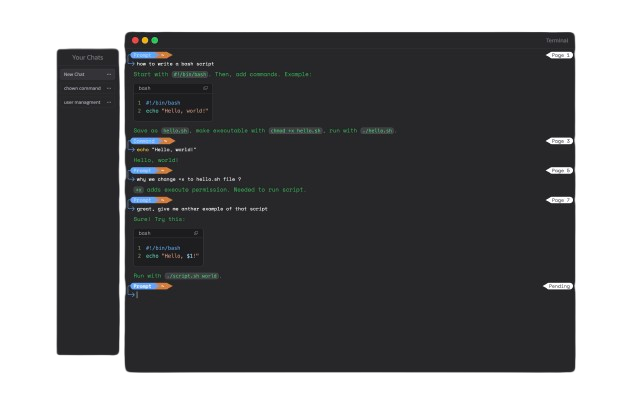 Terminal
Your Chats
New Chat
chown command
user managment
Prompt ~ Page 1
how to write a bash script
Start with #!/bin/bash. Then, add commands. Example:
bash
1 #!/bin/bash
2 echo "Hello, world!"
Save as hello.sh, make executable with chmod +x hello.sh, run with ./hello.sh.
Command ~ Page 3
echo "Hello, world!"
Hello, world!
Prompt ~ Page 5
why we change +x to hello.sh file ?
+x adds execute permission. Needed to run script.
Prompt ~ Page 7
great, give me anther example of that script
Sure! Try this:
bash
1 #!/bin/bash
2 echo "Hello, $1!"
Run with ./script.sh world.
Prompt ~ Pending